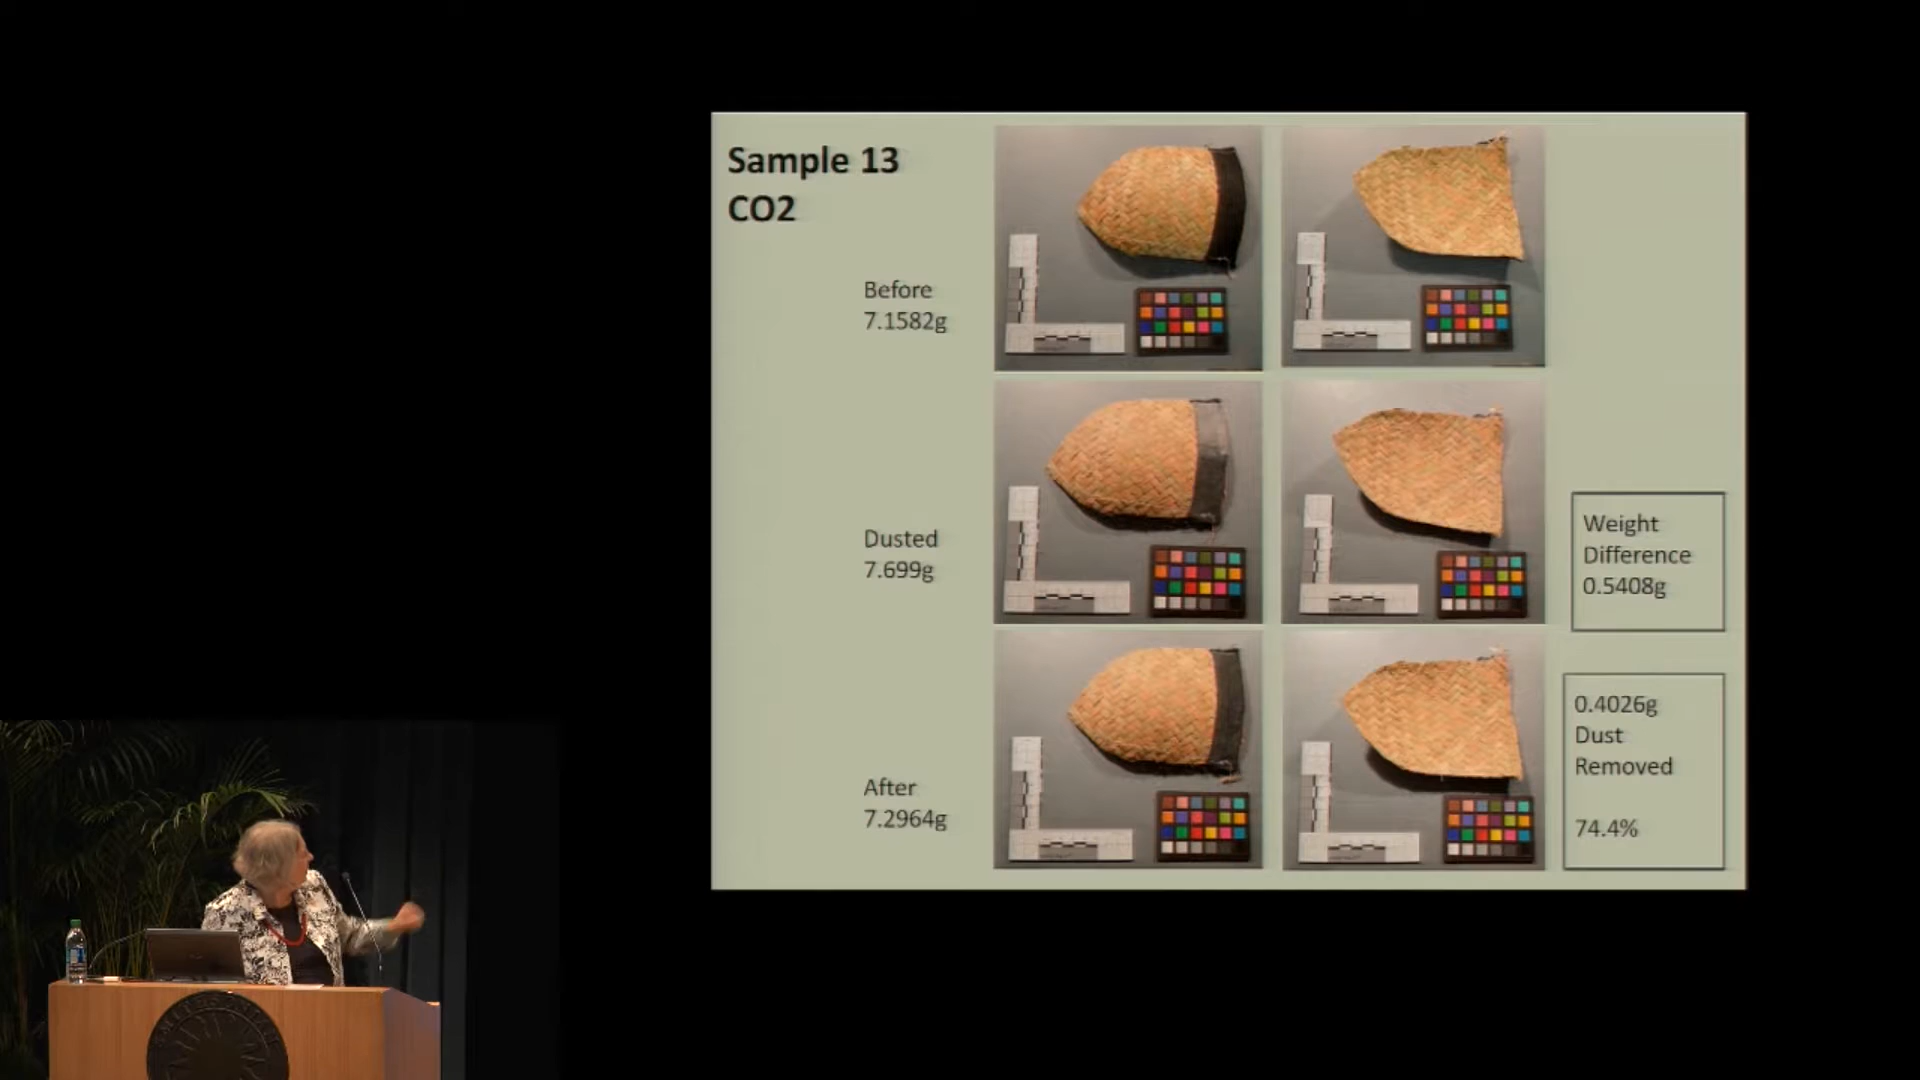 Sample 13
CO2
Before
7.1582g
Dusted
7.699g
Weight
Difference
0.5408g
After
7.2964g
0.4026g
Dust
Removed
74.4%